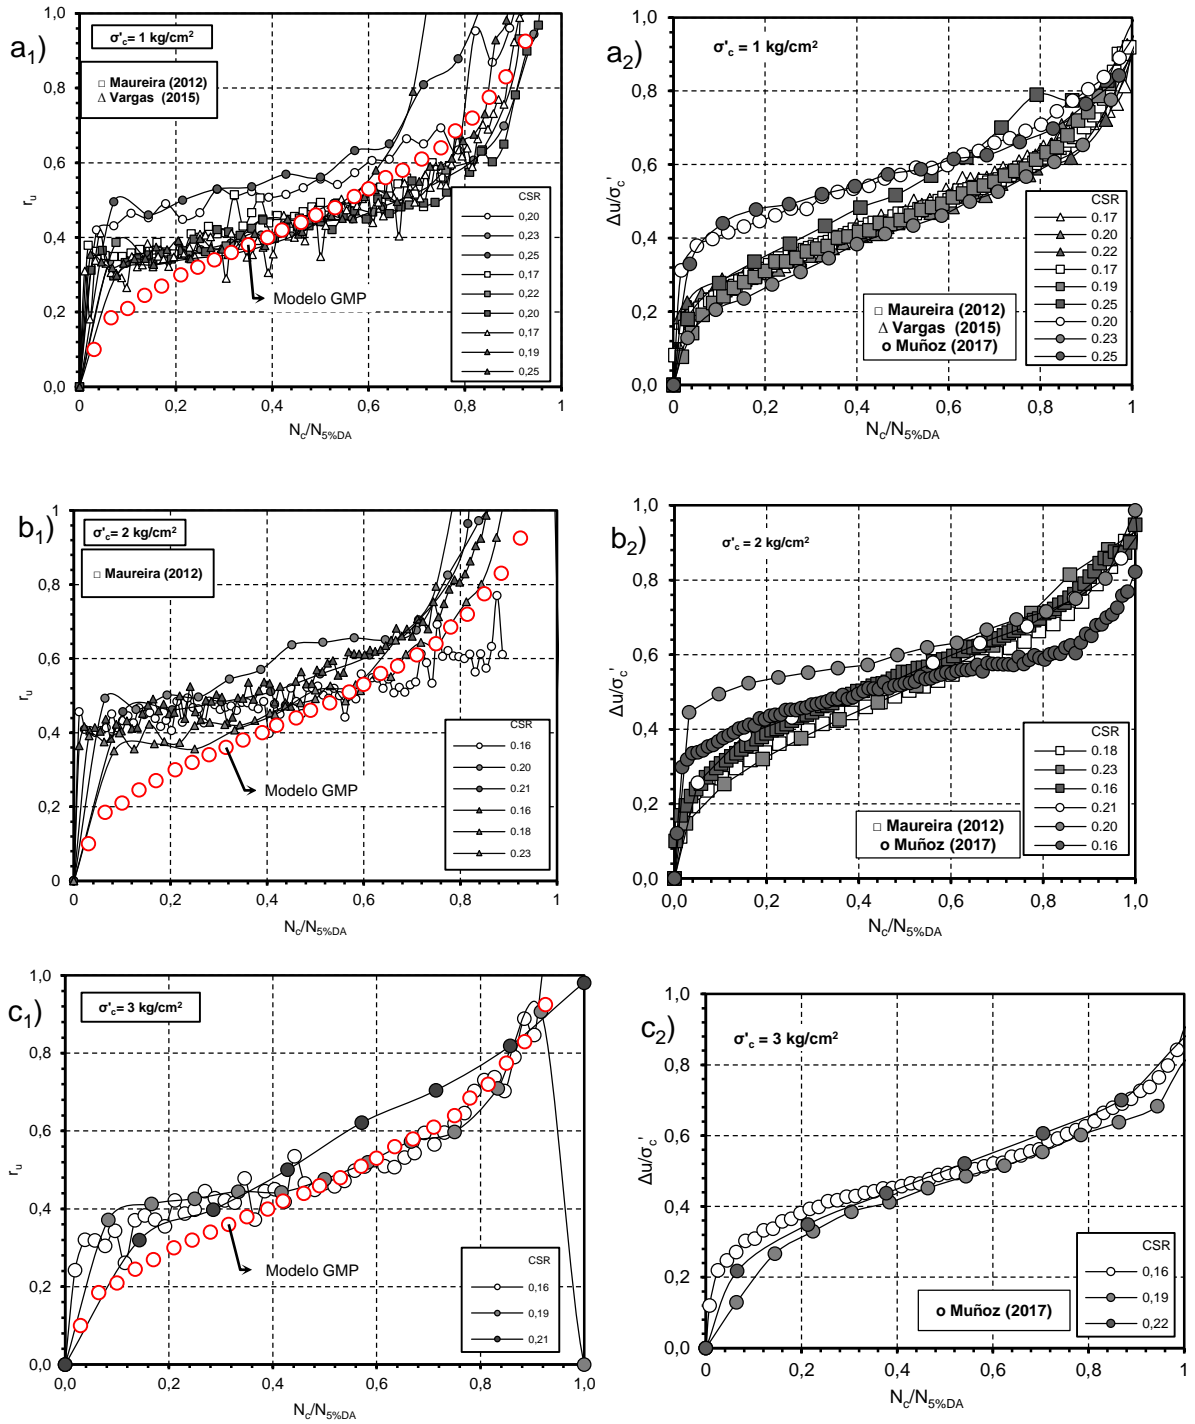 a1)
σ'c= 1 kg/cm2
□ Maureira (2012)
Δ Vargas (2015)
1,0
0,8
0,6
0,4
0,2
0,0
ru
Modelo GMP
CSR
0,20
0,23
0,25
0,17
0,22
0,20
0,17
0,19
0,25
0
0,2
0,4
0,6
0,8
1
Nc/N5%DA
a2)
σ'c = 1 kg/cm2
1,0
0,8
0,6
0,4
0,2
0,0
Δu/σc'
□ Maureira (2012)
Δ Vargas (2015)
o Muñoz (2017)
CSR
0.17
0.20
0.22
0.17
0.19
0.25
0.20
0.23
0.25
0
0,2
0,4
0,6
0,8
1
Nc/N5%DA
b1)
σ'c= 2 kg/cm2
□ Maureira (2012)
1
0,8
0,6
0,4
0,2
0
ru
Modelo GMP
CSR
0.16
0.20
0.21
0.16
0.18
0.23
0
0,2
0,4
0,6
0,8
1
Nc/N5%DA
b2)
σ'c = 2 kg/cm2
1,0
0,8
0,6
0,4
0,2
0,0
Δu/σc'
□ Maureira (2012)
o Muñoz (2017)
CSR
0.18
0.23
0.16
0.21
0.20
0.16
0,0
0,2
0,4
0,6
0,8
1,0
Nc/N5%DA
c1)
σ'c= 3 kg/cm2
1,0
0,8
0,6
0,4
0,2
0,0
ru
Modelo GMP
CSR
0,16
0,19
0,21
0,0
0,2
0,4
0,6
0,8
1,0
Nc/N5%DA
c2)
σ'c = 3 kg/cm2
1,0
0,8
0,6
0,4
0,2
0,0
Δu/σc'
o Muñoz (2017)
CSR
0,16
0,19
0,22
0
0,2
0,4
0,6
0,8
1
Nc/N5%DA